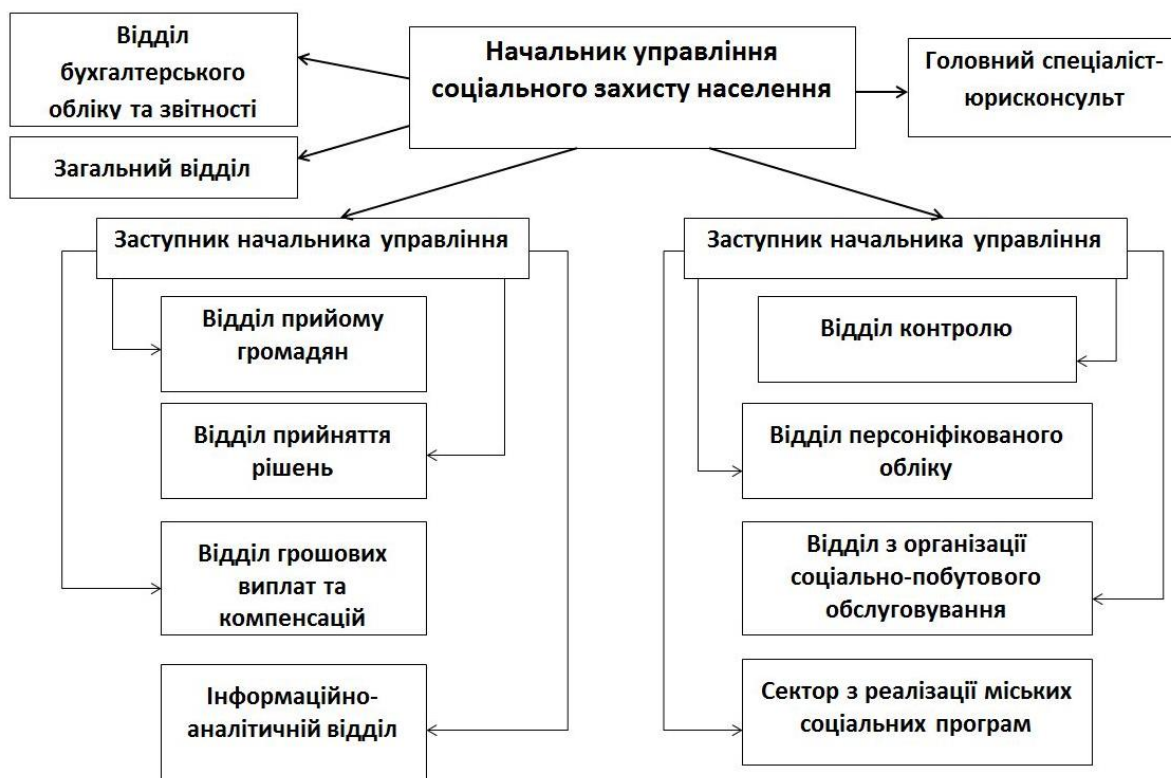 Відділ
бухгалтерського
обліку та звітності
Начальник управління
соціального захисту населення
Головний спеціаліст-
юрисконсульт
Загальний відділ
Заступник начальника управління
Відділ прийому
громадян
Відділ прийняття
рішень
Відділ грошових
виплат та
компенсацій
Інформаційно-
аналітичній відділ
Заступник начальника управління
Відділ контролю
Відділ персоніфікованого
обліку
Відділ з організації
соціально-побутового
обслуговування
Сектор з реалізації міських
соціальних програм